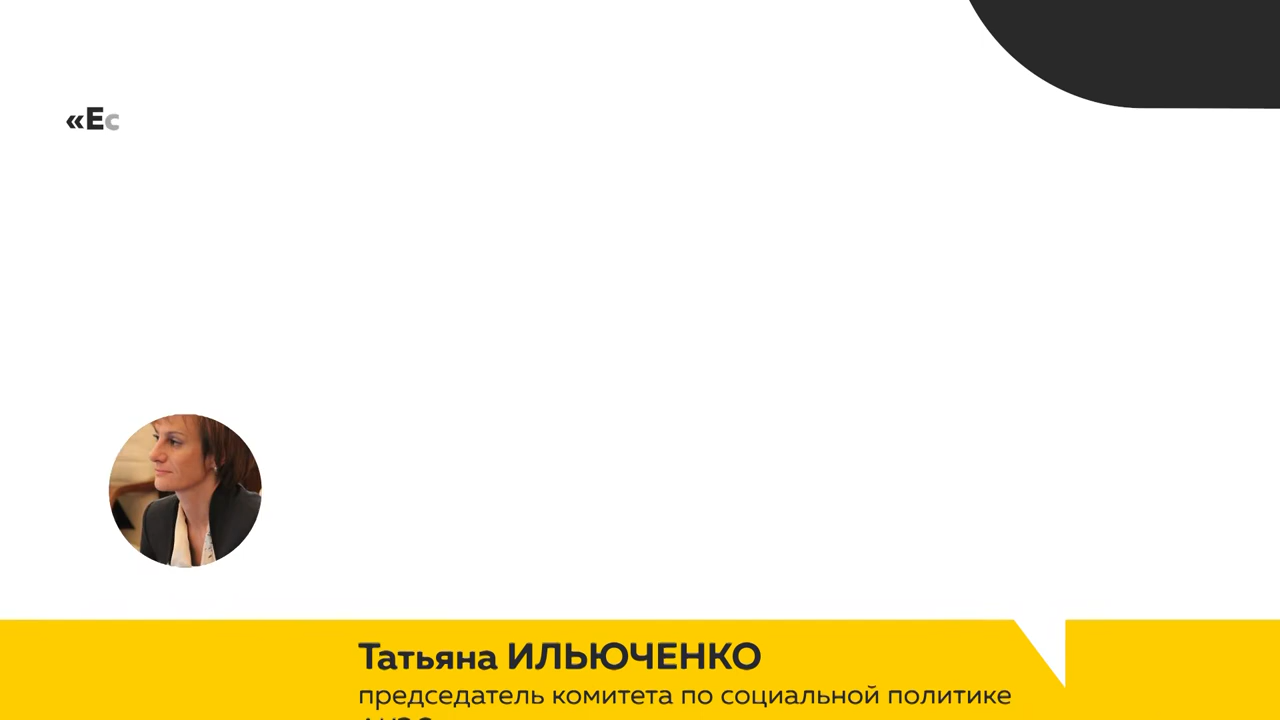 «Ес
Татьяна ИЛЬЮЧЕНКО
председатель комитета по социальной политике